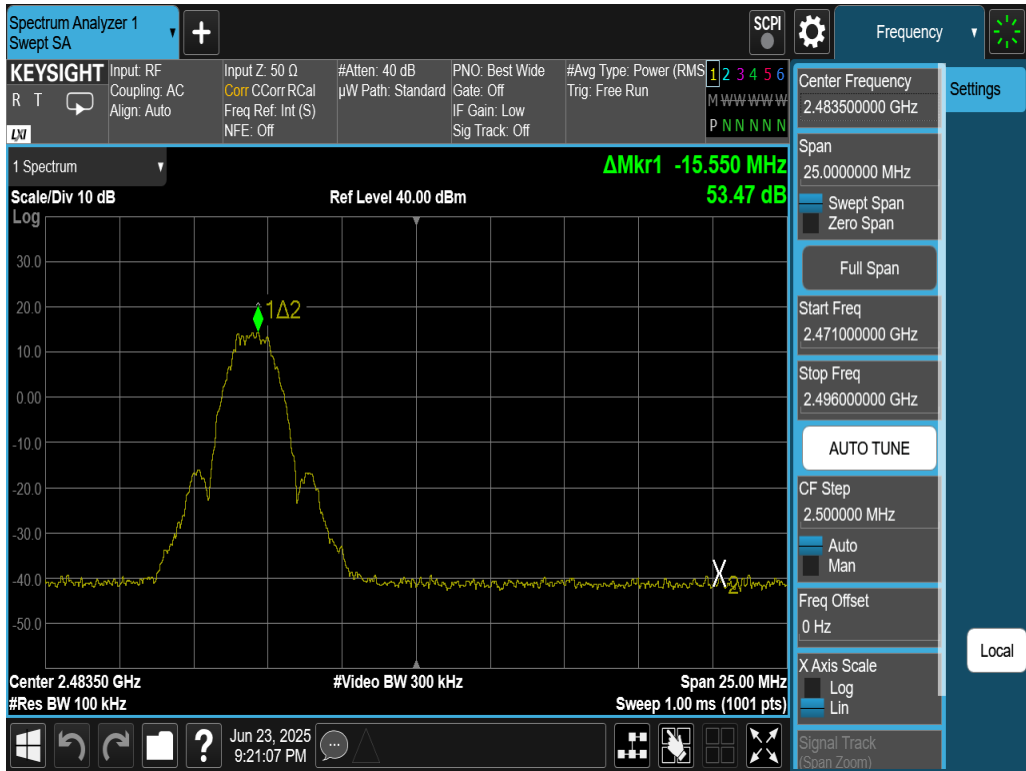 Spectrum Analyzer 1
Swept SA
+
SCPI
Frequency
KEYSIGHT
R T
LXI
Input: RF
Coupling: AC
Align: Auto
Input Z: 50 Ω
Corr CCorr RCal
Freq Ref: Int (S)
NFE: Off
#Atten: 40 dB
µW Path: Standard
PNO: Best Wide
Gate: Off
IF Gain: Low
Sig Track: Off
#Avg Type: Power (RMS
Trig: Free Run
1 2 3 4 5 6
M W W W W W
P N N N N N
1 Spectrum
ΔMkr1 -15.550 MHz
53.47 dB
Scale/Div 10 dB
Ref Level 40.00 dBm
Log
30.0
20.0
10.0
0.00
-10.0
-20.0
-30.0
-40.0
-50.0
1Δ2
X
2
Center 2.48350 GHz
#Video BW 300 kHz
Span 25.00 MHz
#Res BW 100 kHz
Sweep 1.00 ms (1001 pts)
Center Frequency
2.483500000 GHz
Settings
Span
25.0000000 MHz
Swept Span
Zero Span
Full Span
Start Freq
2.471000000 GHz
Stop Freq
2.496000000 GHz
AUTO TUNE
CF Step
2.500000 MHz
Auto
Man
Freq Offset
0 Hz
X Axis Scale
Log
Lin
Local
Signal Track
(Span Zoom)
?
Jun 23, 2025
9:21:07 PM